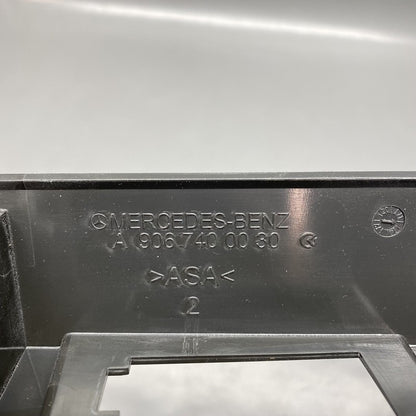 MERCEDES-BENZ
A 906 740 00 30
>ASA<
2